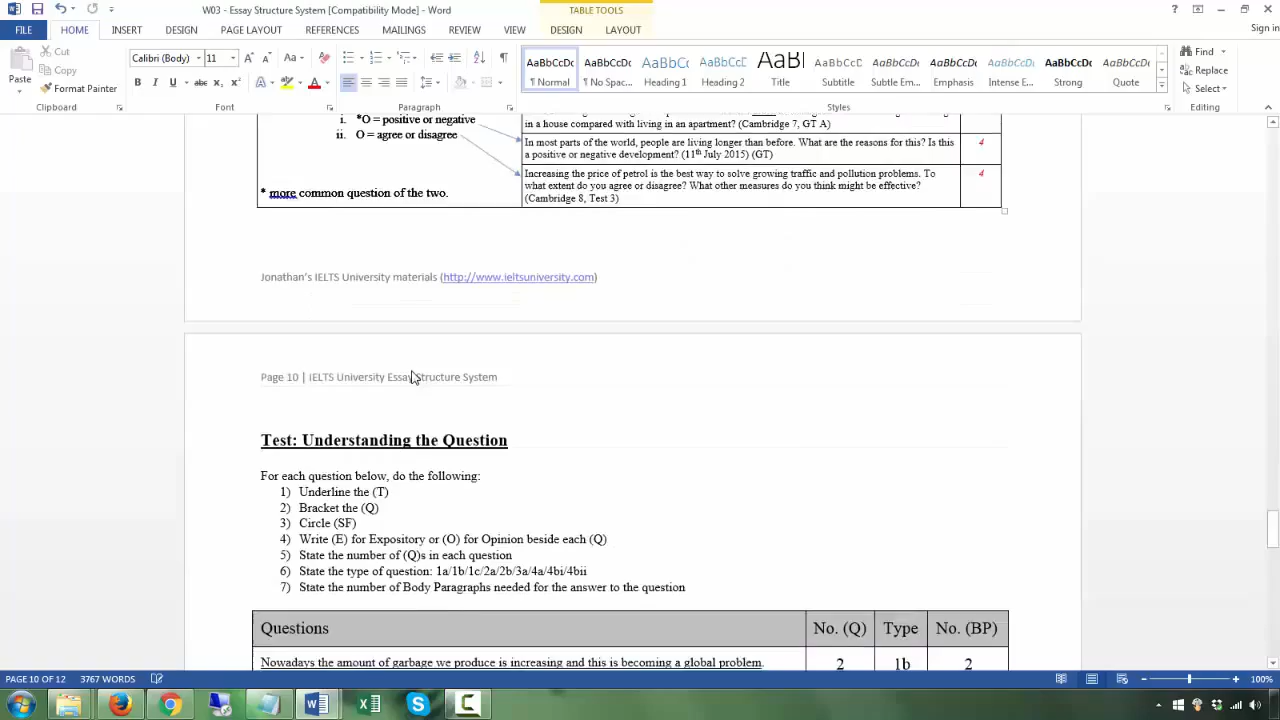 W03 - Essay Structure System [Compatibility Mode] - Word
TABLE TOOLS
FILE
HOME
INSERT
DESIGN
PAGE LAYOUT
REFERENCES
MAILINGS
REVIEW
VIEW
DESIGN
LAYOUT
Sign in
Paste
Cut
Copy
Format Painter
Clipboard
Calibri (Body)
11
Font
Paragraph
AaBbCcDc
¶ Normal
AaBbCcDc
¶ No Spac...
AaBbCc
Heading 1
AaBbCcD
Heading 2
AaB
Title
AaBbCcD
Subtitle
AaBbCcD
Subtle Em...
AaBbCcDc
Emphasis
AaBbCcDc
Intense E...
AaBbCcDc
Strong
AaBbCcDc
Quote
Styles
Find
Replace
Select
Editing
i. *O = positive or negative
ii. O = agree or disagree
* more common question of the two.
in a house compared with living in an apartment? (Cambridge 7, GT A)
In most parts of the world, people are living longer than before. What are the reasons for this? Is this
a positive or negative development? (11th July 2015) (GT)
4
Increasing the price of petrol is the best way to solve growing traffic and pollution problems. To
what extent do you agree or disagree? What other measures do you think might be effective?
(Cambridge 8, Test 3)
4
Jonathan's IELTS University materials (http://www.ieltsuniversity.com)
Page 10 | IELTS University Essay Structure System
Test: Understanding the Question
For each question below, do the following:
1) Underline the (T)
2) Bracket the (Q)
3) Circle (SF)
4) Write (E) for Expository or (O) for Opinion beside each (Q)
5) State the number of (Q)s in each question
6) State the type of question: 1a/1b/1c/2a/2b/3a/4a/4bi/4bii
7) State the number of Body Paragraphs needed for the answer to the question
Questions No. (Q) Type No. (BP)
Nowadays the amount of garbage we produce is increasing and this is becoming a global problem. 2 1b 2
PAGE 10 OF 12 3767 WORDS
100%